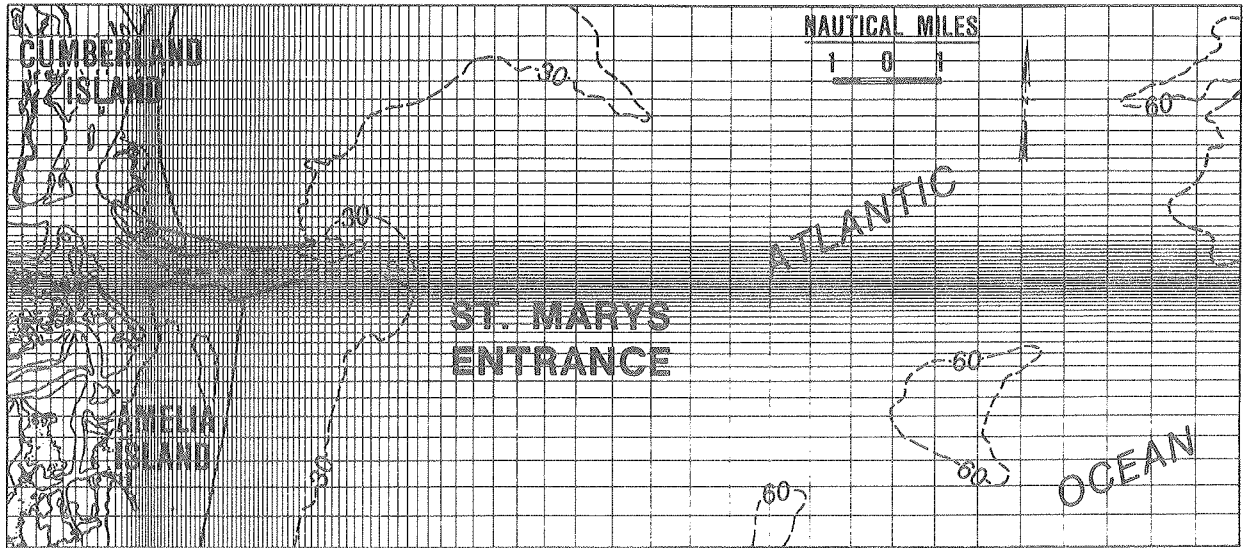 CUMBERLAND
ISLAND
NAUTICAL MILES
1 0 1
30
60
30
ATLANTIC
ST. MARYS
ENTRANCE
60
AMELIA
ISLAND
30
60
60
OCEAN